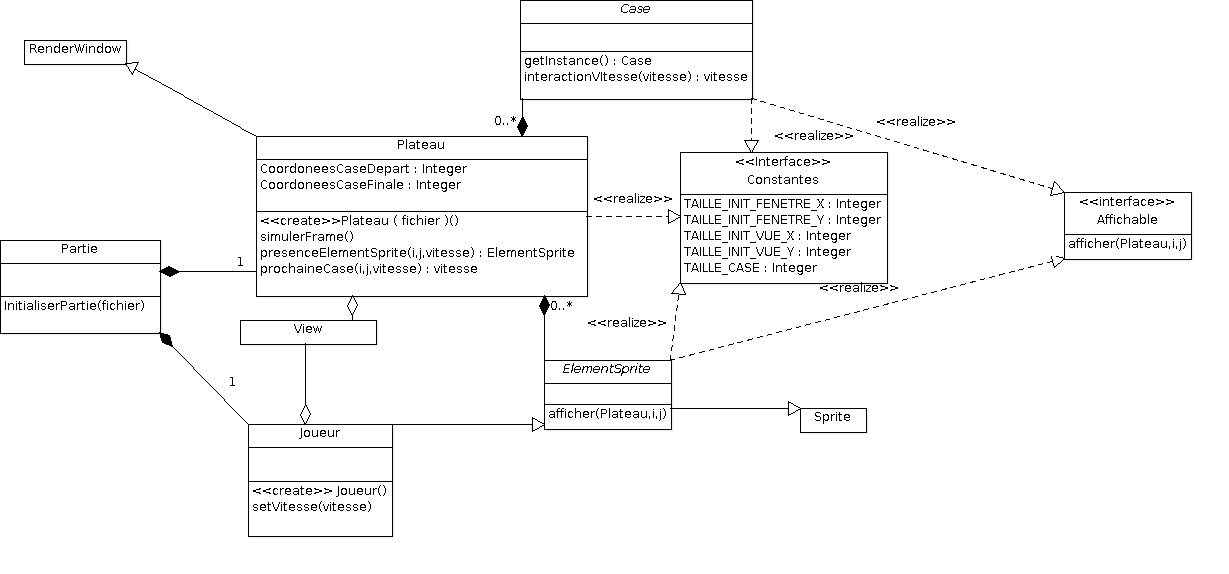 Case
getInstance() : Case
interactionVItesse(vitesse) : vitesse
RenderWindow
0..*
<<realize>>
<<realize>>
Plateau
CoordoneesCaseDepart : Integer
CoordoneesCaseFinale : Integer
<<create>>Plateau ( fichier )()
simulerFrame()
presenceElementSprite(i,j,vitesse) : ElementSprite
prochaineCase(i,j,vitesse) : vitesse
<<realize>>
<<Interface>>
Constantes
TAILLE_INIT_FENETRE_X : Integer
TAILLE_INIT_FENETRE_Y : Integer
TAILLE_INIT_VUE_X : Integer
TAILLE_INIT_VUE_Y : Integer
TAILLE_CASE : Integer
<<interface>>
Affichable
afficher(Plateau,i,j)
Partie
InitialiserPartie(fichier)
1
<<realize>>
0..*
<<realize>>
View
1
ElementSprite
afficher(Plateau,i,j)
Sprite
Joueur
<<create>> Joueur()
setVitesse(vitesse)